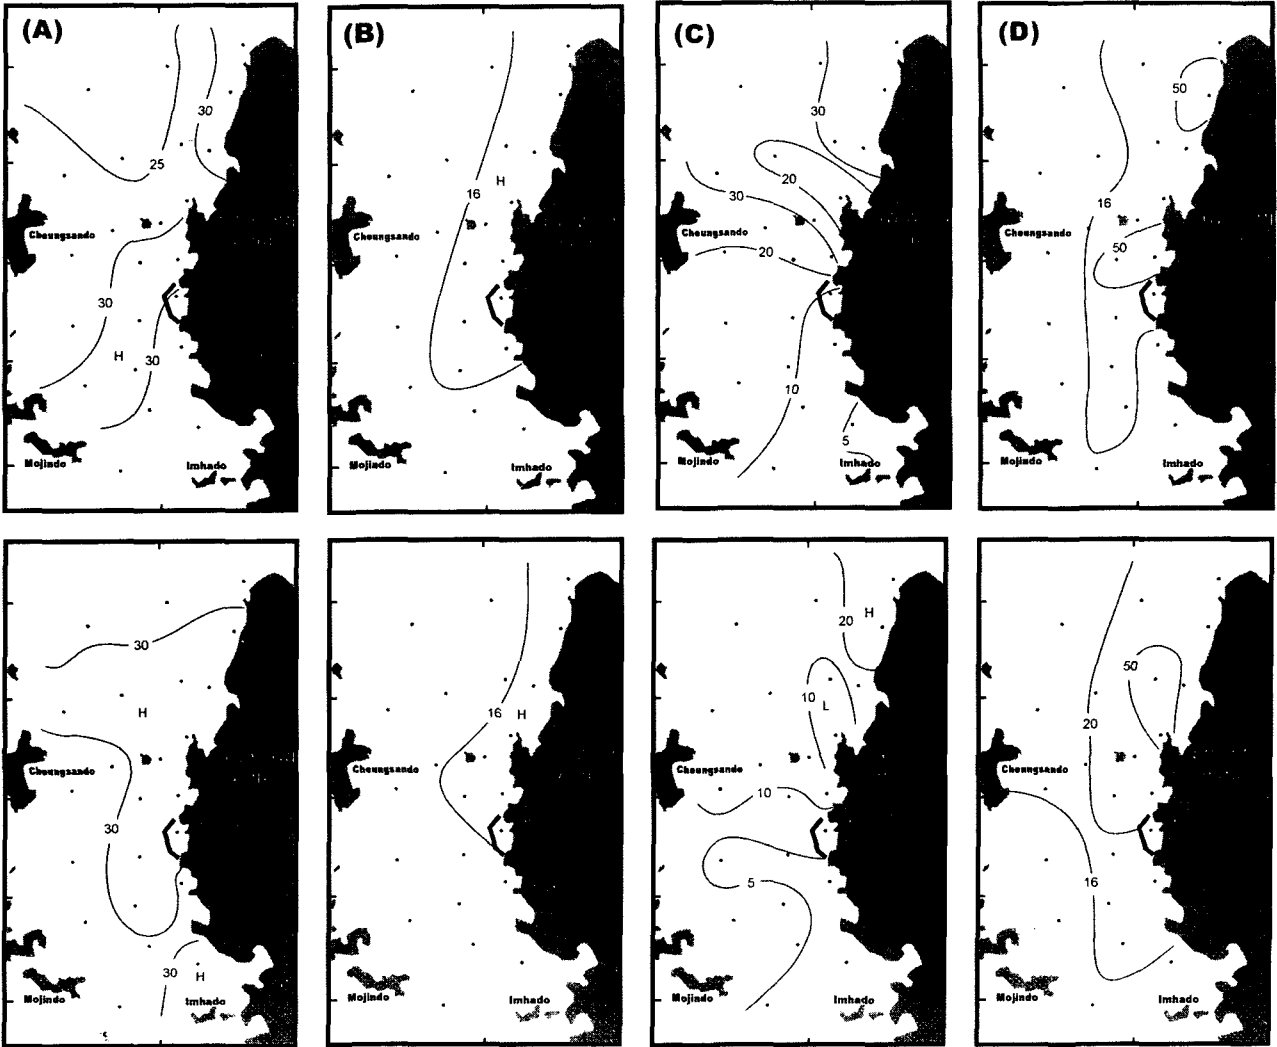 (A)
30
25
Cheungsando
30
H
30
Mojindo
Imhado
(B)
H
16
Cheungsando
Mojindo
Imhado
(C)
30
20
30
Cheungsando
20
10
5
Mojindo
Imhado
(D)
50
16
Cheungsando
50
Mojindo
Imhado
30
H
Cheungsando
30
30
H
Mojindo
Imhado
16
H
Cheungsando
Mojindo
Imhado
H
20
10
L
Cheungsando
10
5
Mojindo
Imhado
50
20
Cheungsando
16
Mojindo
Imhado